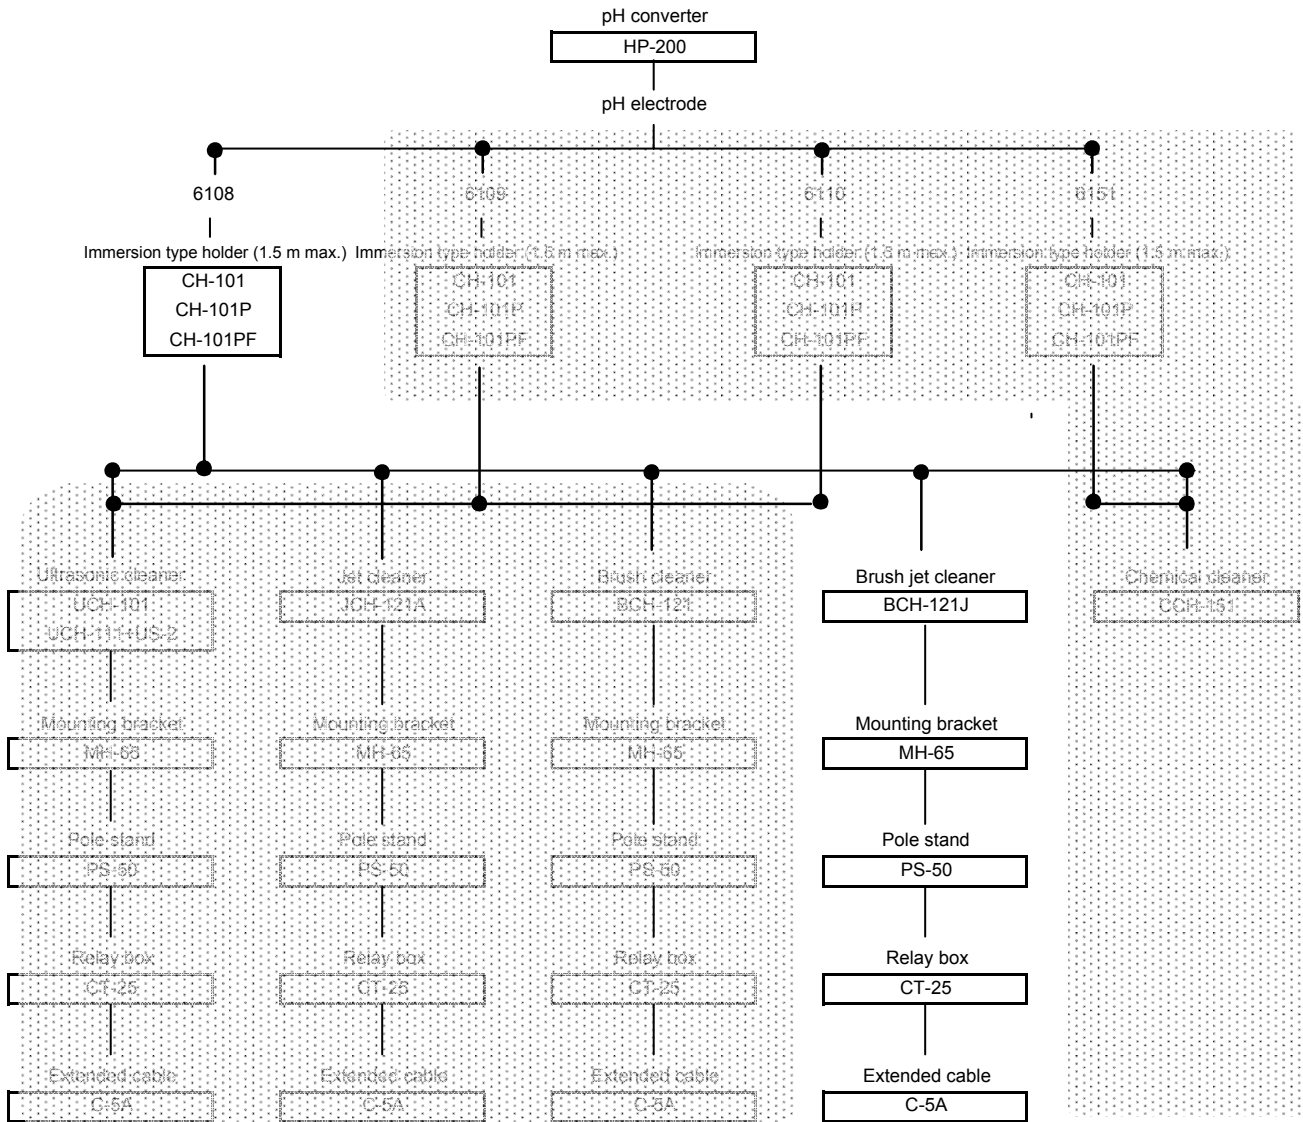 pH converter
HP-200
pH electrode
6108 6109 6110 6151
Immersion type holder (1.5 m max.) Immersion type holder (1.5 m max.) Immersion type holder (1.5 m max.) Immersion type holder (1.5 m max.)
CH-101 CH-101 CH-101 CH-101
CH-101P CH-101P CH-101P CH-101P
CH-101PF CH-101PF CH-101PF CH-101PF
Ultrasonic cleaner Jet cleaner Brush cleaner Brush jet cleaner Chemical cleaner
UCH-101 JCH-121A BCH-121 BCH-121J CCH-151
UCH-111+US-2
Mounting bracket Mounting bracket Mounting bracket Mounting bracket
MH-65 MH-65 MH-65 MH-65
Pole stand Pole stand Pole stand Pole stand
PS-50 PS-50 PS-50 PS-50
Relay box Relay box Relay box Relay box
CT-25 CT-25 CT-25 CT-25
Extended cable Extended cable Extended cable Extended cable
C-5A C-5A C-5A C-5A